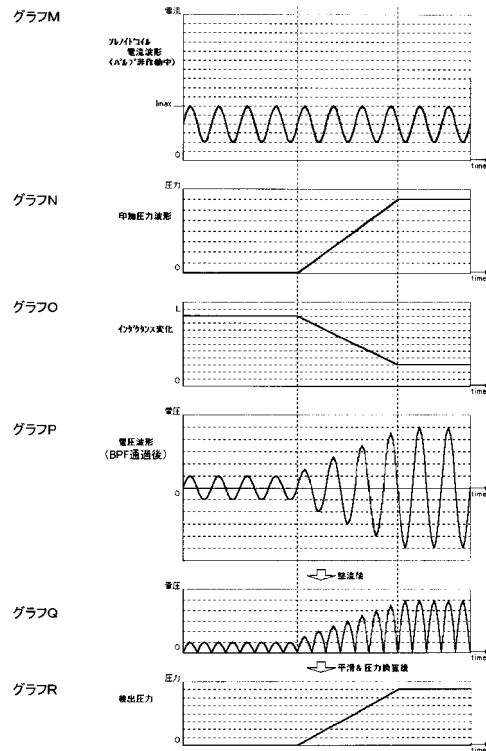 グラフM
電流
ソレノイドコイル
電流波形
(バルブ非作動中)
Imax
0
time
グラフN
圧力
印加圧力波形
0
time
グラフO
L
インダクタンス変化
0
time
グラフP
電圧
電圧波形
(BPF通過後)
0
time
整流後
グラフQ
電圧
0
time
平滑&圧力換算後
グラフR
圧力
検出圧力
0
time